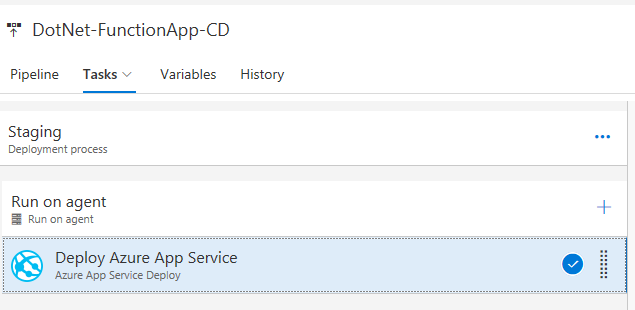 DotNet-FunctionApp-CD
Pipeline Tasks Variables History
Staging
Deployment process
Run on agent
Run on agent
Deploy Azure App Service
Azure App Service Deploy